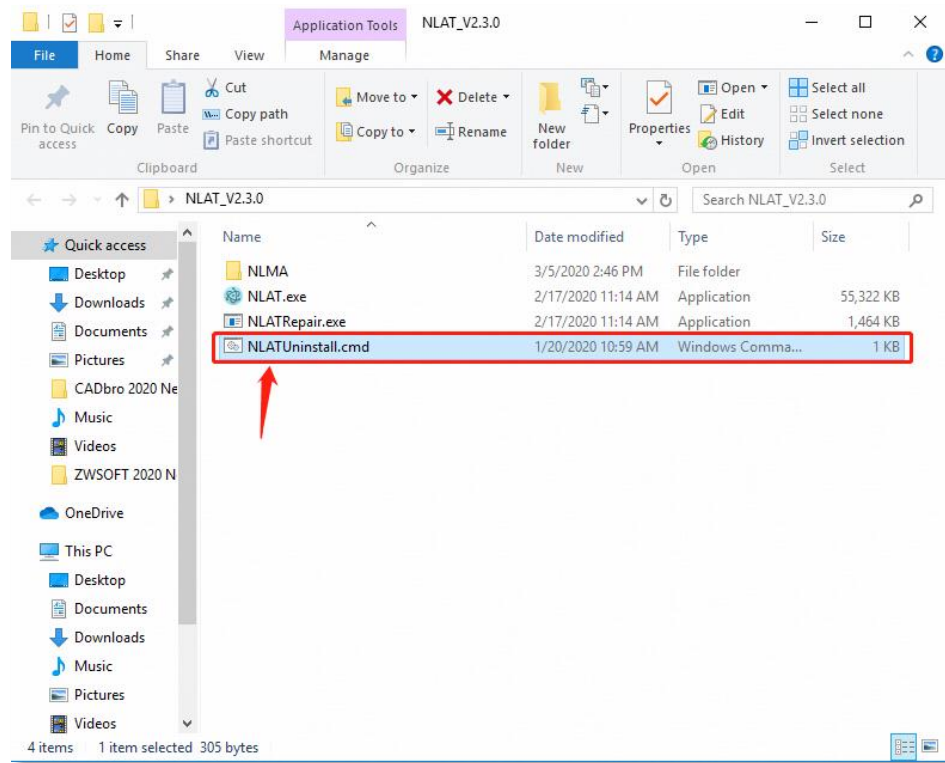 Application Tools NLAT_V2.3.0
File Home Share View Manage
Pin to Quick access
Copy
Paste
Cut
Copy path
Paste shortcut
Clipboard
Move to
Copy to
Delete
Rename
Organize
New folder
New
Properties
Open
Edit
History
Open
Select all
Select none
Invert selection
Select
NLAT_V2.3.0
Search NLAT_V2.3.0
Quick access
Desktop
Downloads
Documents
Pictures
CADbro 2020 Ne
Music
Videos
ZWSOFT 2020 N
OneDrive
This PC
Desktop
Documents
Downloads
Music
Pictures
Videos
Name Date modified Type Size
NLMA 3/5/2020 2:46 PM File folder
NLAT.exe 2/17/2020 11:14 AM Application 55,322 KB
NLATRepair.exe 2/17/2020 11:14 AM Application 1,464 KB
NLATUninstall.cmd 1/20/2020 10:59 AM Windows Comma... 1 KB
4 items 1 item selected 305 bytes